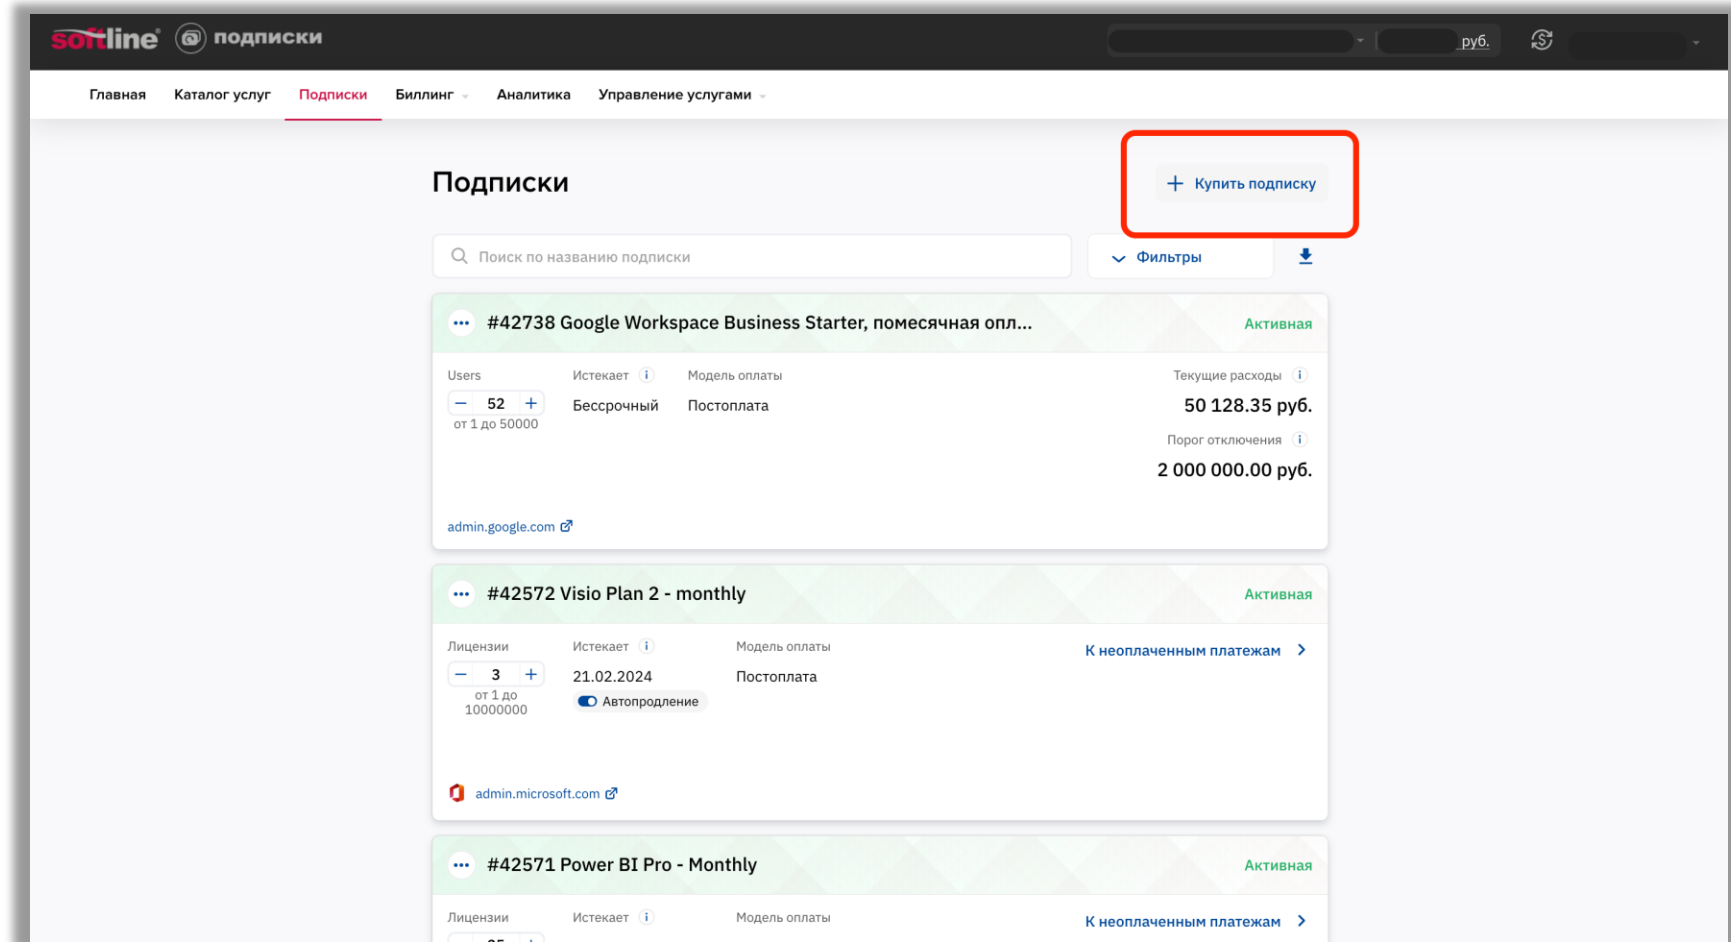 softline подписки
руб.
Главная Каталог услуг Подписки Биллинг Аналитика Управление услугами
Подписки
+ Купить подписку
Поиск по названию подписки
Фильтры
#42738 Google Workspace Business Starter, помесячная опл...
Активная
Users Истекает Модель оплаты Текущие расходы
− 52 + Бессрочный Постоплата 50 128.35 руб.
от 1 до 50000
Порог отключения
2 000 000.00 руб.
admin.google.com
#42572 Visio Plan 2 - monthly
Активная
Лицензии Истекает Модель оплаты К неоплаченным платежам
− 3 + 21.02.2024 Постоплата
от 1 до
10000000
Автопродление
admin.microsoft.com
#42571 Power BI Pro - Monthly
Активная
Лицензии Истекает Модель оплаты К неоплаченным платежам